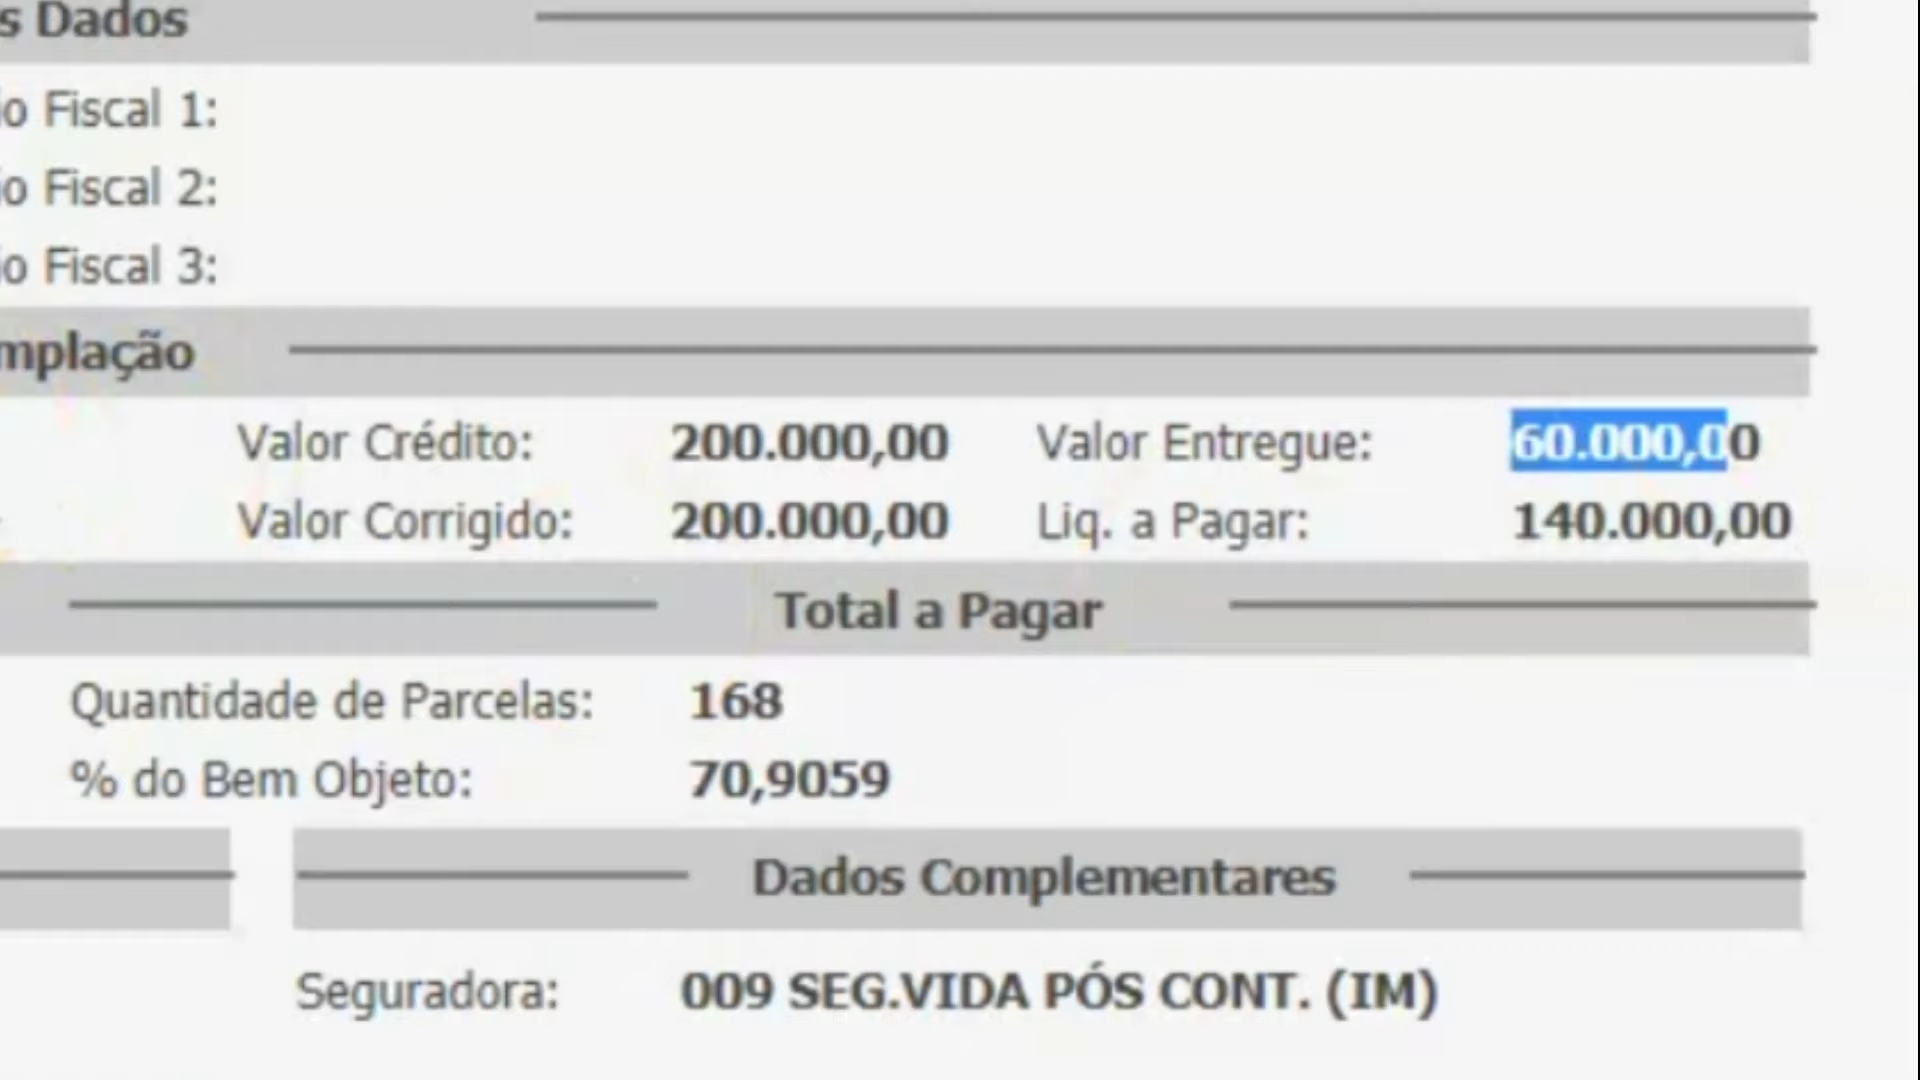 s Dados
o Fiscal 1:
o Fiscal 2:
o Fiscal 3:
mplação
Valor Crédito: 200.000,00 Valor Entregue: 60.000,00
Valor Corrigido: 200.000,00 Liq. a Pagar: 140.000,00
Total a Pagar
Quantidade de Parcelas: 168
% do Bem Objeto: 70,9059
Dados Complementares
Seguradora: 009 SEG.VIDA PÓS CONT. (IM)